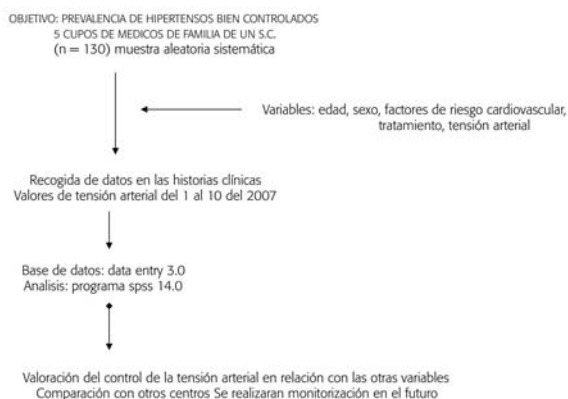 OBJETIVO: PREVALENCIA DE HIPERTENSOS BIEN CONTROLADOS
5 CUPOS DE MEDICOS DE FAMILIA DE UN S.C.
(n = 130) muestra aleatoria sistemática
Variables: edad, sexo, factores de riesgo cardiovascular,
tratamiento, tensión arterial
Recogida de datos en las historias clínicas
Valores de tensión arterial del 1 al 10 del 2007
Base de datos: data entry 3.0
Analisis: programa spss 14.0
Valoración del control de la tensión arterial en relación con las otras variables
Comparación con otros centros Se realizaran monitorización en el futuro